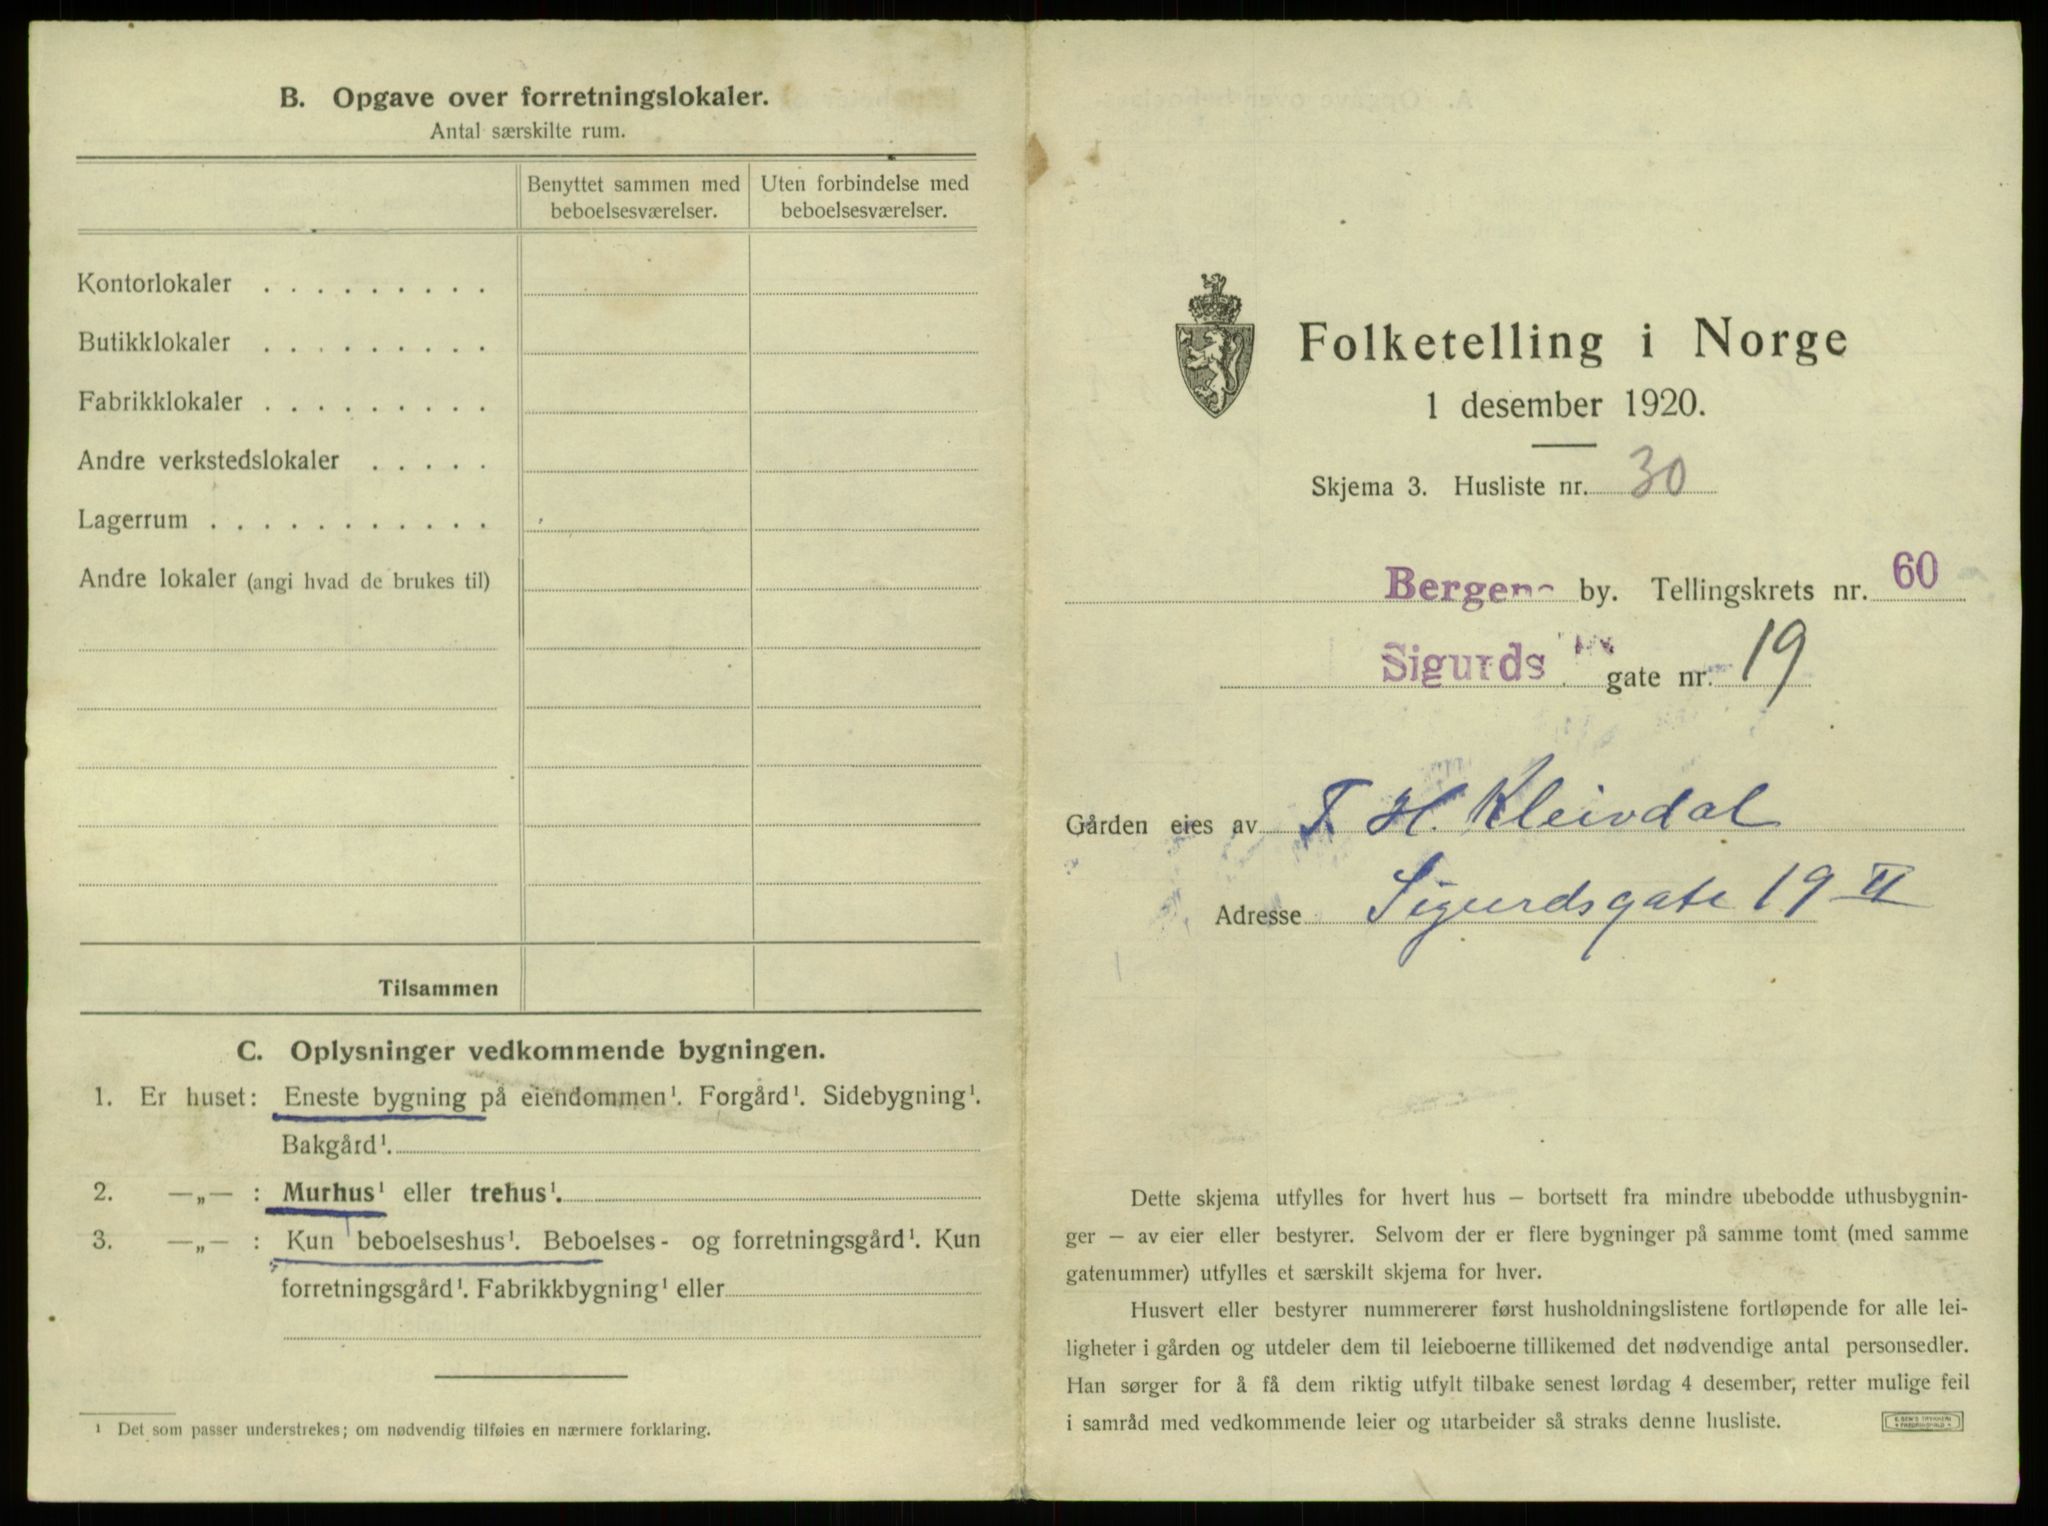 B. Opgave over forretningslokaler.
Antal særskilte rum.
Benyttet sammen med beboelsesværelser.
Uten forbindelse med beboelsesværelser.
Kontorlokaler . . . . . . . . .
Butikklokaler . . . . . . . . .
Fabrikklokaler . . . . . . . . .
Andre verkstedslokaler . . . . .
Lagerrum . . . . . . . . . . .
Andre lokaler (angi hvad de brukes til)
Tilsammen
C. Oplysninger vedkommende bygningen.
1. Er huset: Eneste bygning på eiendommen¹. Forgård¹. Sidebygning¹.
Bakgård¹.
2. —„— : Murhus¹ eller trehus¹.
3. —„— : Kun beboelseshus¹. Beboelses- og forretningsgård¹. Kun
forretningsgård¹. Fabrikkbygning¹ eller
¹ Det som passer understrekes; om nødvendig tilføies en nærmere forklaring.
Folketelling i Norge
1 desember 1920.
Skjema 3. Husliste nr. 30
Bergens by. Tellingskrets nr. 60
Sigurds gate nr. 19
Gården eies av T. H. Kleivdal
Adresse Sigurdsgate 19 II
Dette skjema utfylles for hvert hus – bortsett fra mindre ubebodde uthusbygnin-
ger – av eier eller bestyrer. Selvom der er flere bygninger på samme tomt (med samme
gatenummer) utfylles et særskilt skjema for hver.
Husvert eller bestyrer nummererer først husholdningslistene fortløpende for alle lei-
ligheter i gården og utdeler dem til leieboerne tillikemed det nødvendige antal personsedler.
Han sørger for å få dem riktig utfylt tilbake senest lørdag 4 desember, retter mulige feil
i samråd med vedkommende leier og utarbeider så straks denne husliste.